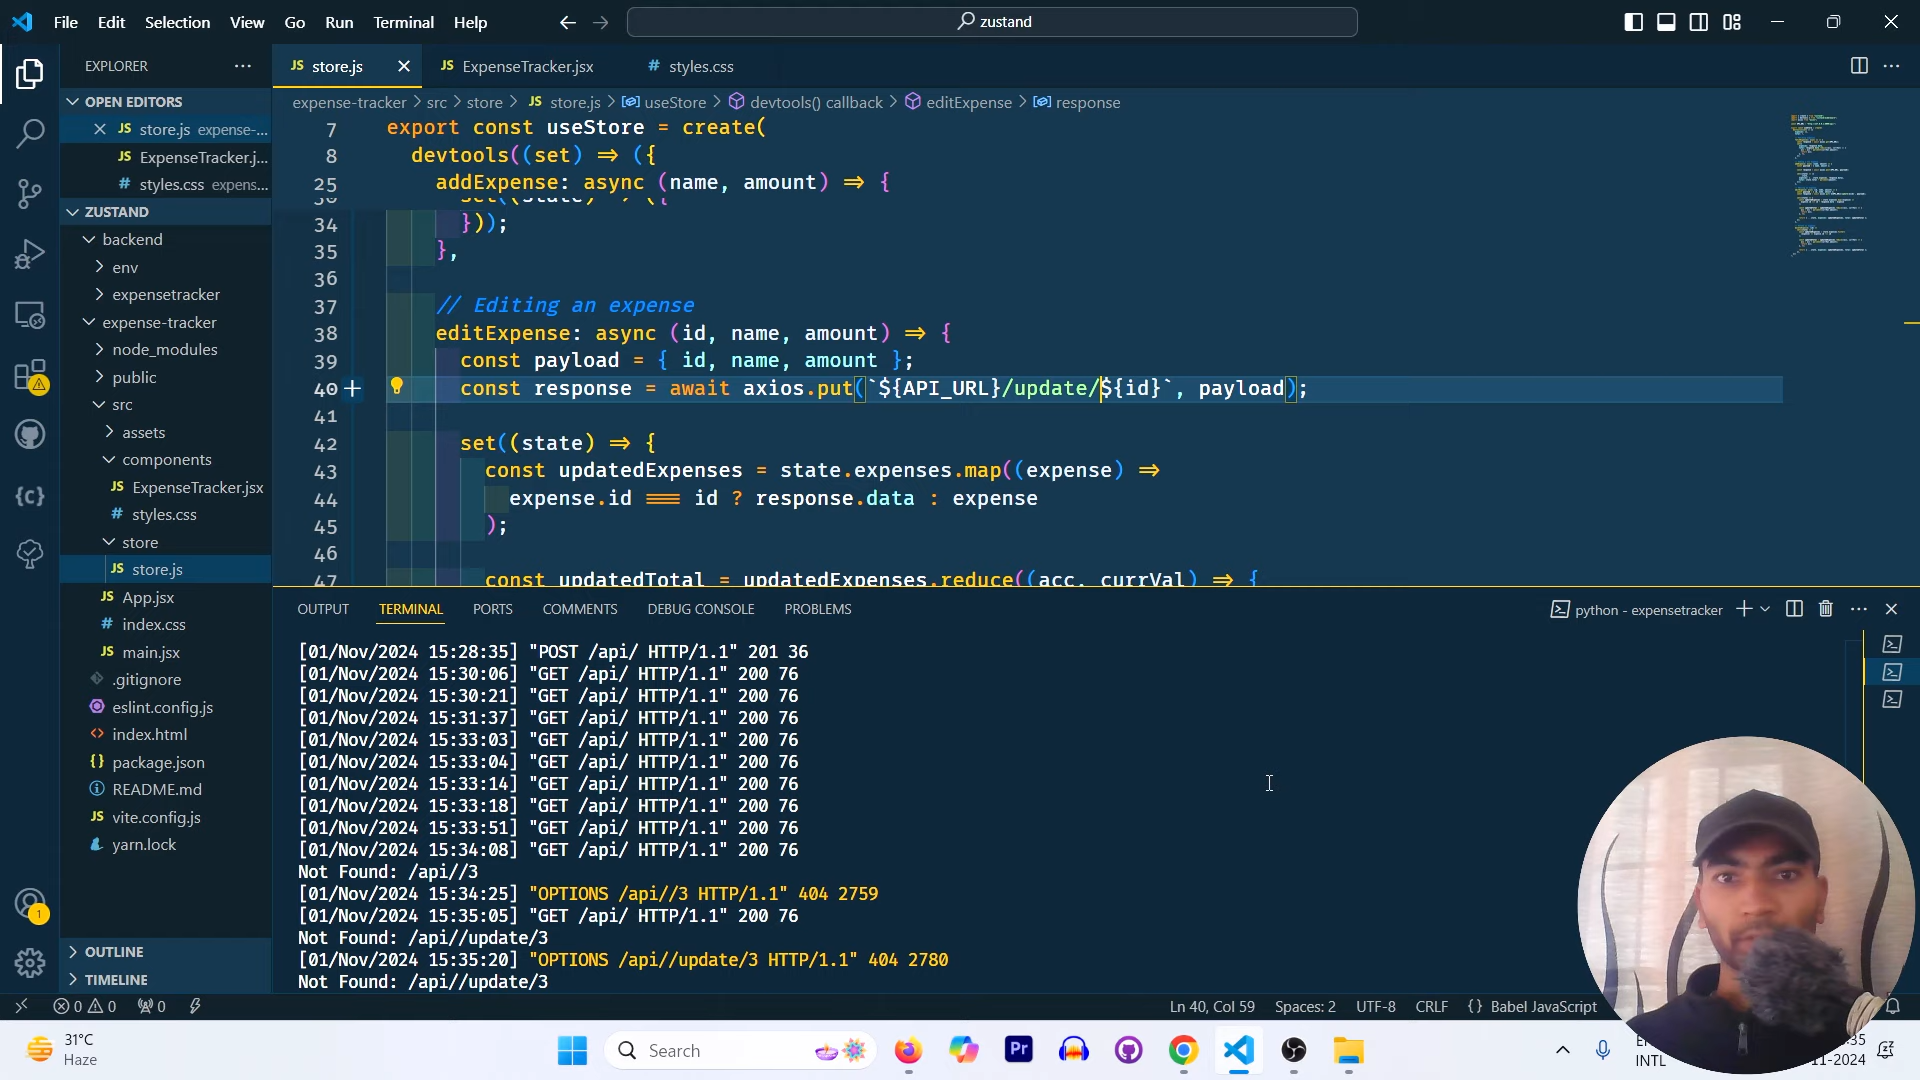 File Edit Selection View Go Run Terminal Help
zustand
EXPLORER
OPEN EDITORS
JS store.js expense-...
JS ExpenseTracker.j...
# styles.css expens...
ZUSTAND
backend
env
expensetracker
expense-tracker
node_modules
public
src
assets
components
JS ExpenseTracker.jsx
# styles.css
store
JS store.js
JS App.jsx
# index.css
JS main.jsx
.gitignore
eslint.config.js
<> index.html
{} package.json
README.md
JS vite.config.js
yarn.lock
OUTLINE
TIMELINE
1
JS store.js
JS ExpenseTracker.jsx
# styles.css
expense-tracker > src > store > JS store.js > useStore > devtools() callback > editExpense > response
7 export const useStore = create(
8 devtools((set) => ({
25 addExpense: async (name, amount) => {
34 }));
35 },
36
37 // Editing an expense
38 editExpense: async (id, name, amount) => {
39 const payload = { id, name, amount };
40 const response = await axios.put(`${API_URL}/update/${id}`, payload);
41
42 set((state) => {
43 const updatedExpenses = state.expenses.map((expense) =>
44 expense.id === id ? response.data : expense
45 );
46
47 const updatedTotal = updatedExpenses.reduce((acc, currVal) => {
OUTPUT TERMINAL PORTS COMMENTS DEBUG CONSOLE PROBLEMS
python - expensetracker
[01/Nov/2024 15:28:35] "POST /api/ HTTP/1.1" 201 36
[01/Nov/2024 15:30:06] "GET /api/ HTTP/1.1" 200 76
[01/Nov/2024 15:30:21] "GET /api/ HTTP/1.1" 200 76
[01/Nov/2024 15:31:37] "GET /api/ HTTP/1.1" 200 76
[01/Nov/2024 15:33:03] "GET /api/ HTTP/1.1" 200 76
[01/Nov/2024 15:33:04] "GET /api/ HTTP/1.1" 200 76
[01/Nov/2024 15:33:14] "GET /api/ HTTP/1.1" 200 76
[01/Nov/2024 15:33:18] "GET /api/ HTTP/1.1" 200 76
[01/Nov/2024 15:33:51] "GET /api/ HTTP/1.1" 200 76
[01/Nov/2024 15:34:08] "GET /api/ HTTP/1.1" 200 76
Not Found: /api//3
[01/Nov/2024 15:34:25] "OPTIONS /api//3 HTTP/1.1" 404 2759
[01/Nov/2024 15:35:05] "GET /api/ HTTP/1.1" 200 76
Not Found: /api//update/3
[01/Nov/2024 15:35:20] "OPTIONS /api//update/3 HTTP/1.1" 404 2780
Not Found: /api//update/3
0 0 0
Ln 40, Col 59 Spaces: 2 UTF-8 CRLF {} Babel JavaScript
31°C
Haze
Search
Pr
INTL
11-2024